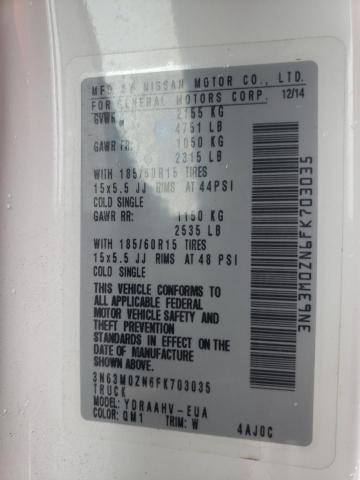 MFD BY NISSAN MOTOR CO., LTD.
FOR GENERAL MOTORS CORP. 12/14
GVWR 2155 KG
4751 LB
GAWR FR: 1050 KG
2315 LB
WITH 185/60R15 TIRES
15x5.5 JJ RIMS AT 44PSI
COLD SINGLE
GAWR RR: 1150 KG
2535 LB
WITH 185/60R15 TIRES
15x5.5 JJ RIMS AT 48 PSI
COLD SINGLE
THIS VEHICLE CONFORMS TO
ALL APPLICABLE FEDERAL
MOTOR VEHICLE SAFETY
AND THEFT PREVENTION
STANDARDS IN EFFECT
ON THE DATE OF
MANUFACTURE SHOWN
ABOVE.
3N63M0ZN6FK703035
TRUCK
MODEL: YDRAAHV-EUA
COLOR: QM1 TRIM: W 4AJ0C
3N63M0ZN6FK703035